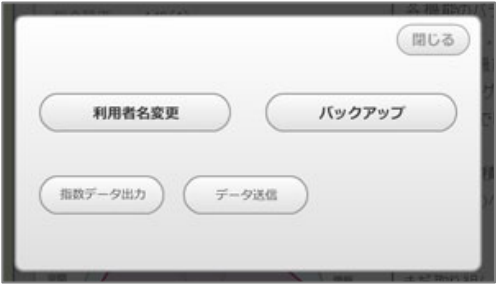 閉じる
利用者名変更
バックアップ
指数データ出力
データ送信